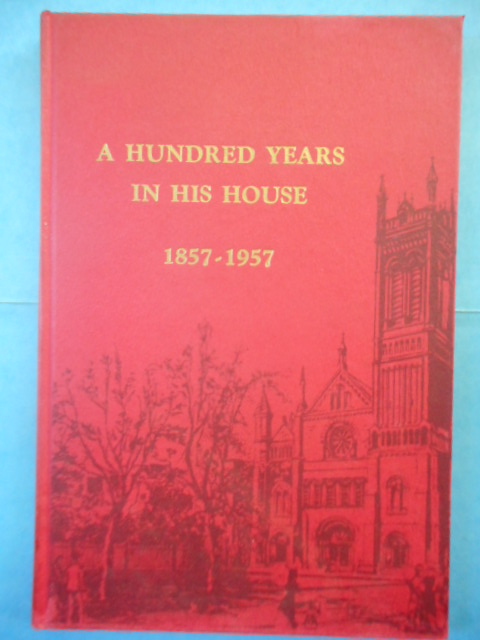 A HUNDRED YEARS
IN HIS HOUSE
1857-1957